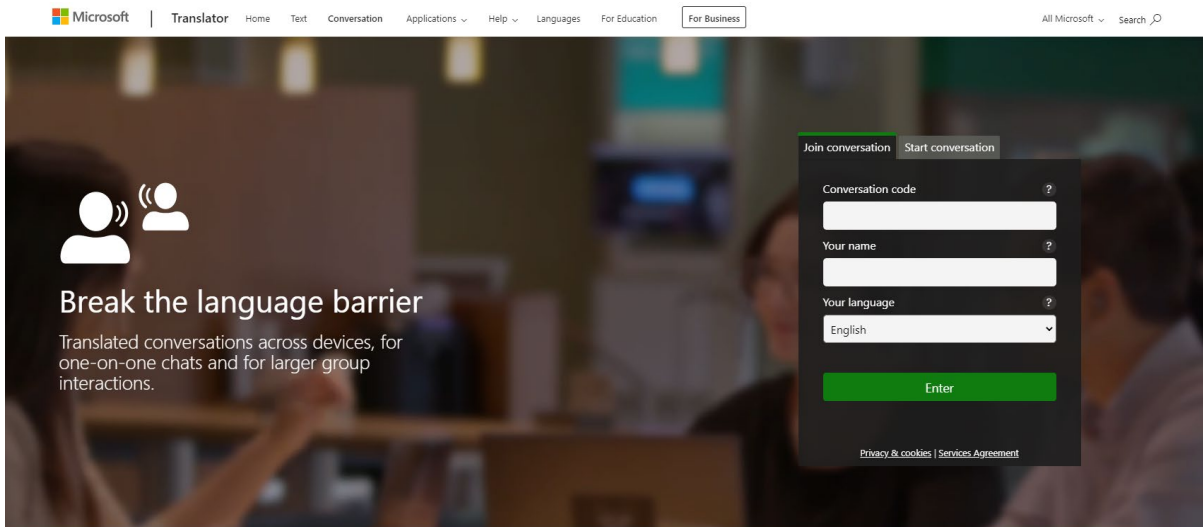 Microsoft Translator Home Text Conversation Applications Help Languages For Education For Business All Microsoft Search
Join conversation Start conversation
Conversation code ?
Your name ?
Your language ?
English
Enter
Privacy & cookies | Services Agreement
Break the language barrier
Translated conversations across devices, for
one-on-one chats and for larger group
interactions.